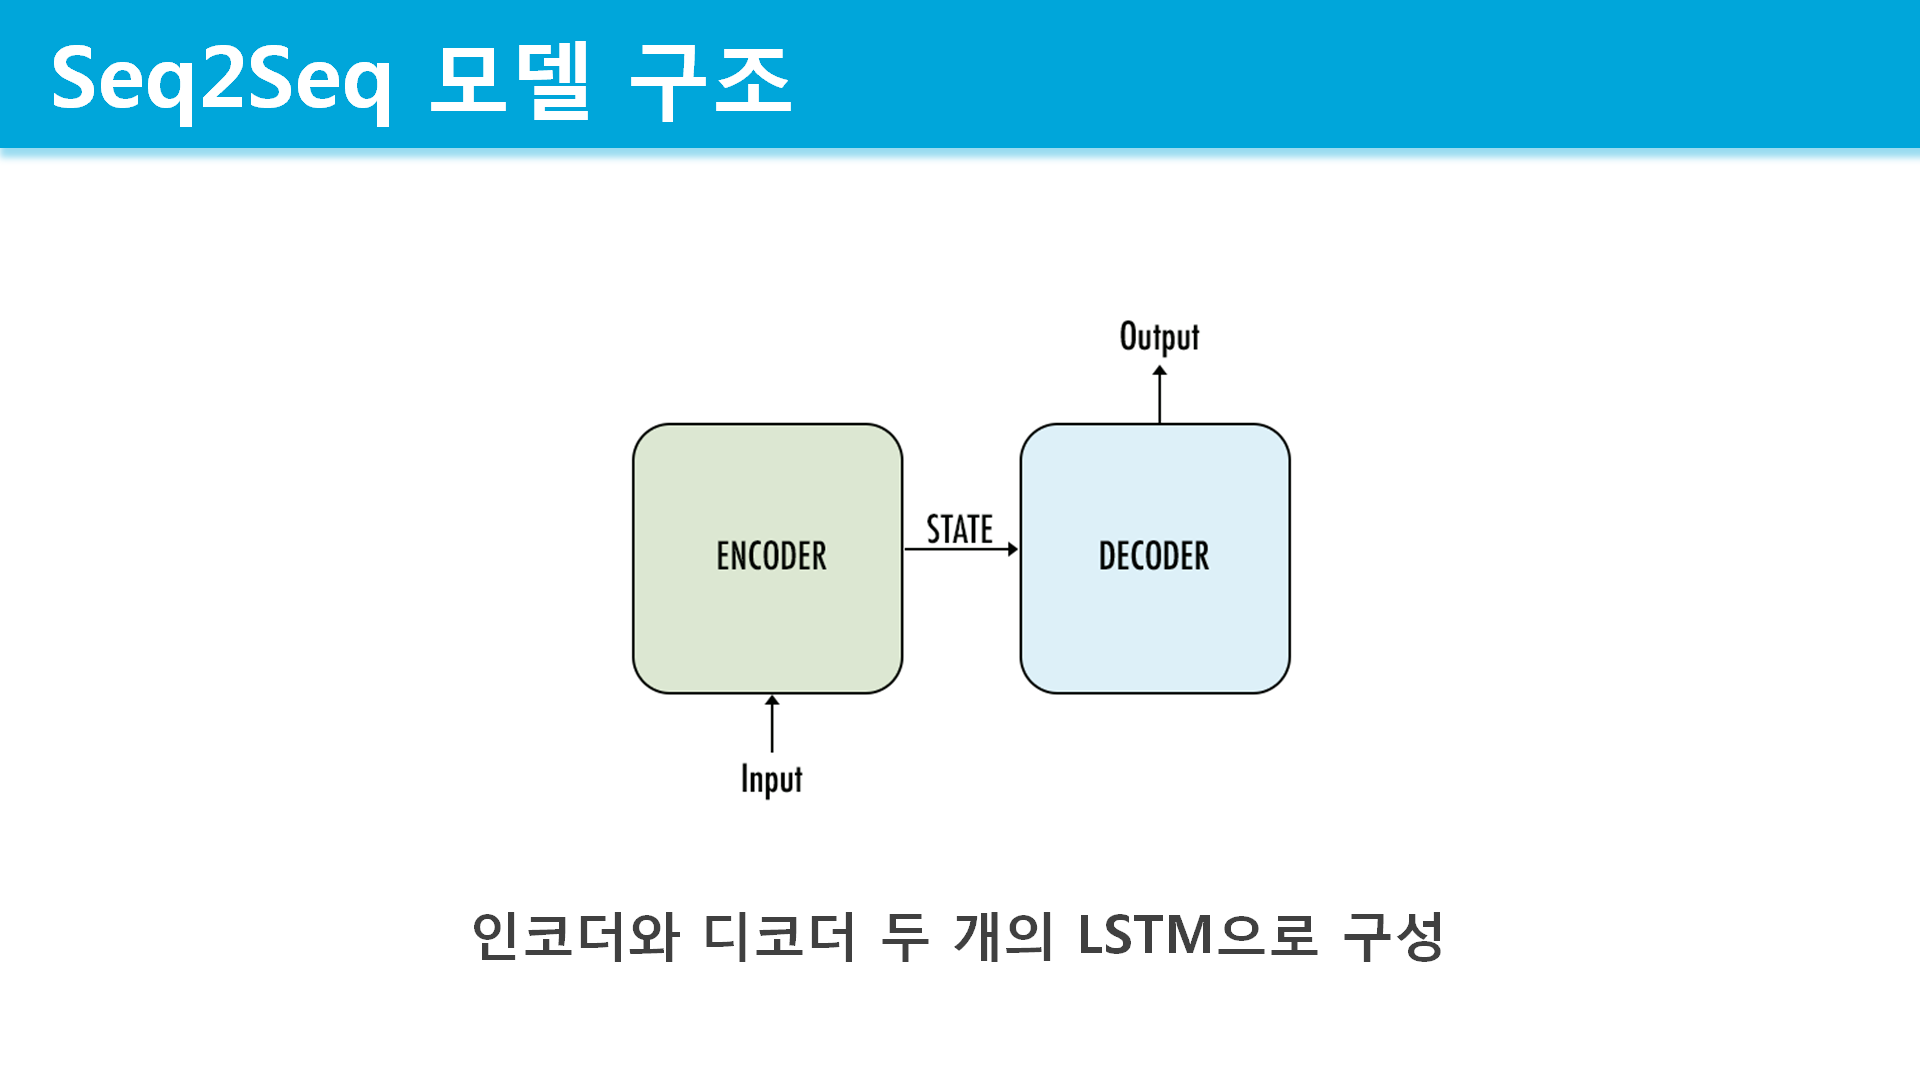 Seq2Seq 모델 구조
Output
ENCODER
STATE
DECODER
Input
인코더와 디코더 두 개의 LSTM으로 구성